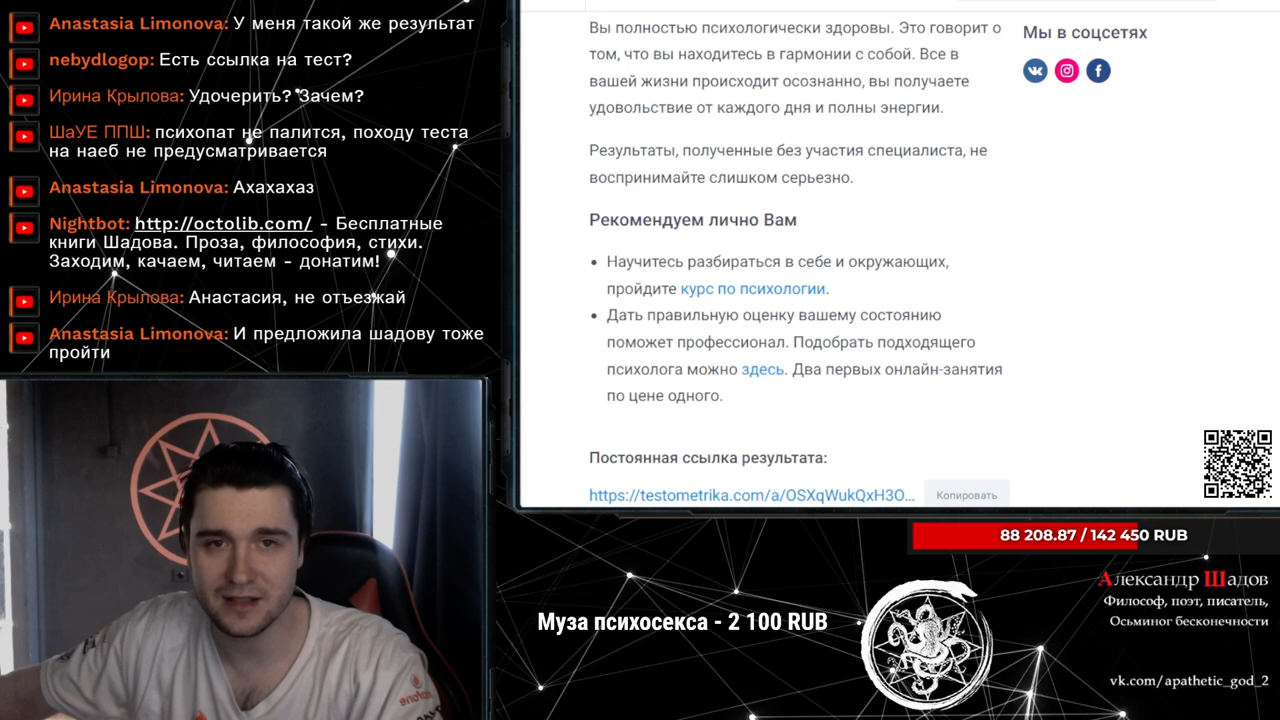 Anastasia Limonova: У меня такой же результат
nebydlogop: Есть ссылка на тест?
Ирина Крылова: Удочерить? Зачем?
ШаУЕ ППШ: психопат не палится, походу теста
на наеб не предусматривается
Anastasia Limonova: Ахахахаз
Nightbot: http://octolib.com/ - Бесплатные
книги Шадова. Проза, философия, стихи.
Заходим, качаем, читаем - донатим!
Ирина Крылова: Анастасия, не отъезжай
Anastasia Limonova: И предложила шадову тоже
пройти
Вы полностью психологически здоровы. Это говорит о
том, что вы находитесь в гармонии с собой. Все в
вашей жизни происходит осознанно, вы получаете
удовольствие от каждого дня и полны энергии.
Результаты, полученные без участия специалиста, не
воспринимайте слишком серьезно.
Рекомендуем лично Вам
• Научитесь разбираться в себе и окружающих,
пройдите курс по психологии.
• Дать правильную оценку вашему состоянию
поможет профессионал. Подобрать подходящего
психолога можно здесь. Два первых онлайн-занятия
по цене одного.
Постоянная ссылка результата:
https://testometrika.com/a/OSXqWukQxH3O...
Копировать
Мы в соцсетях
88 208.87 / 142 450 RUB
Муза психосекса - 2 100 RUB
Александр Шадов
Философ, поэт, писатель,
Осьминог бесконечности
vk.com/apathetic_god_2